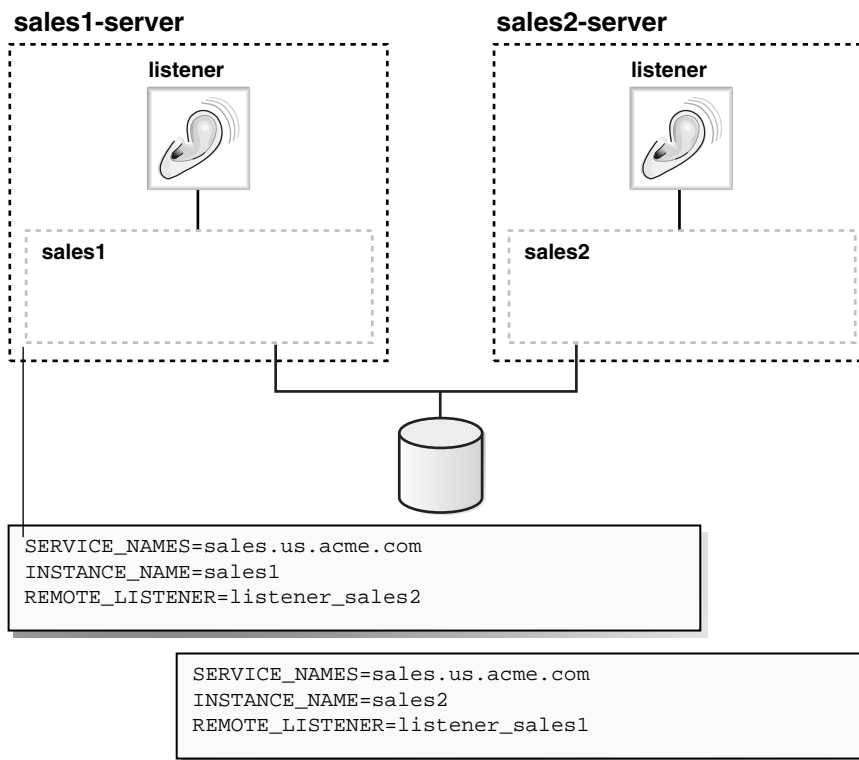 sales1-server
sales2-server
listener
listener
sales1
sales2
SERVICE_NAMES=sales.us.acme.com
INSTANCE_NAME=sales1
REMOTE_LISTENER=listener_sales2
SERVICE_NAMES=sales.us.acme.com
INSTANCE_NAME=sales2
REMOTE_LISTENER=listener_sales1